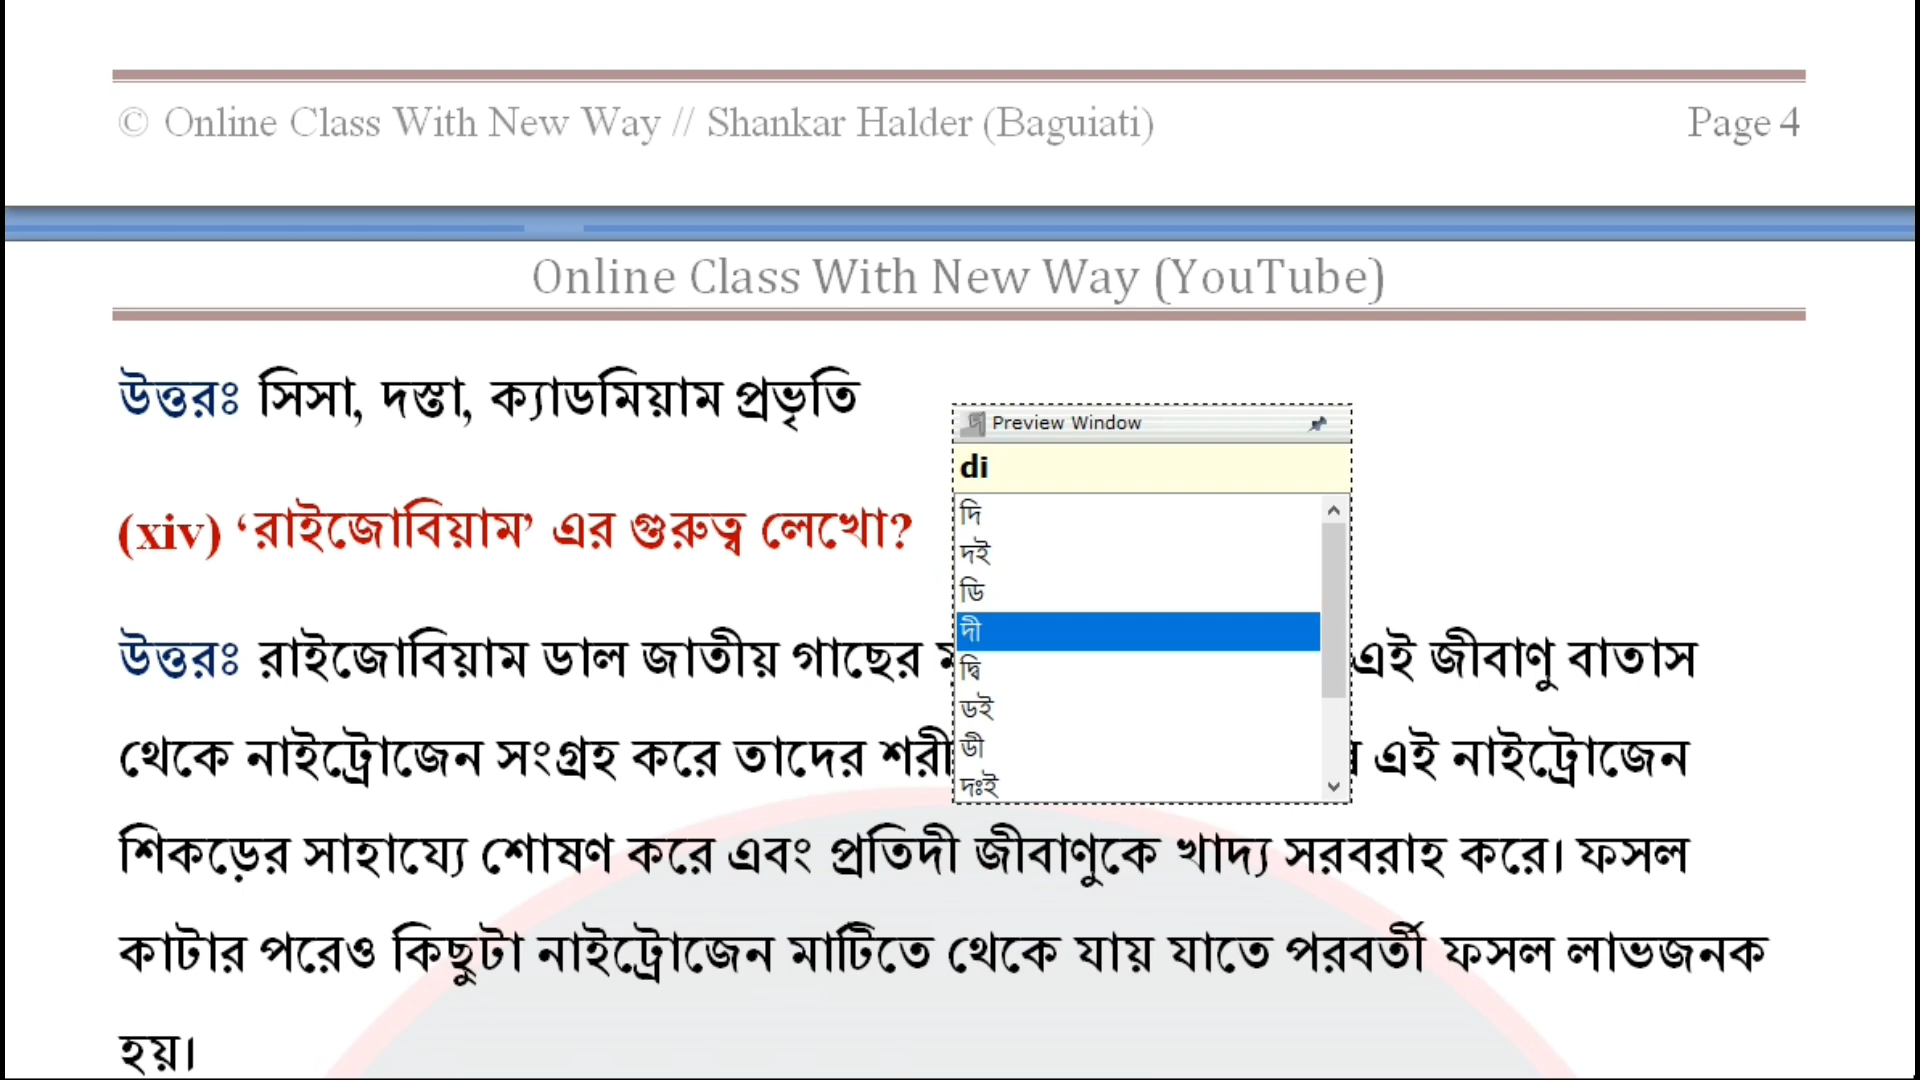 © Online Class With New Way // Shankar Halder (Baguiati) Page 4
Online Class With New Way (YouTube)
উত্তরঃ সিসা, দস্তা, ক্যাডমিয়াম প্রভৃতি
Preview Window
di
দি
দই
ডি
দী
দ্বি
ডই
ডী
দঃই
(xiv) ‘রাইজোবিয়াম’ এর গুরুত্ব লেখো?
উত্তরঃ রাইজোবিয়াম ডাল জাতীয় গাছের এই জীবাণু বাতাস
থেকে নাইট্রোজেন সংগ্রহ করে তাদের এই নাইট্রোজেন
শিকড়ের সাহায্যে শোষণ করে এবং প্রতিদী জীবাণুকে খাদ্য সরবরাহ করে। ফসল
কাটার পরেও কিছুটা নাইট্রোজেন মাটিতে থেকে যায় যাতে পরবর্তী ফসল লাভজনক
হয়।